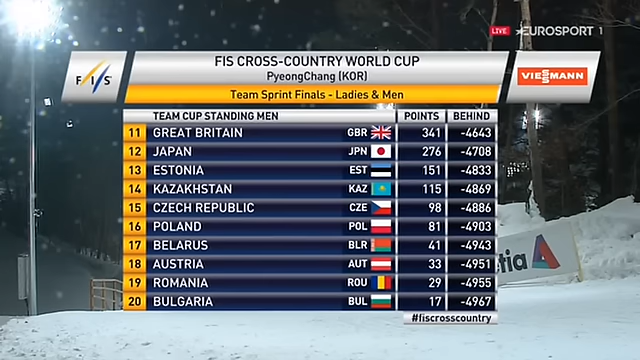 LIVE EUROSPORT 1
FIS
FIS CROSS-COUNTRY WORLD CUP
PyeongChang (KOR)
Team Sprint Finals - Ladies & Men
VIESMANN
TEAM CUP STANDING MEN POINTS BEHIND
11 GREAT BRITAIN GBR 341 -4643
12 JAPAN JPN 276 -4708
13 ESTONIA EST 151 -4833
14 KAZAKHSTAN KAZ 115 -4869
15 CZECH REPUBLIC CZE 98 -4886
16 POLAND POL 81 -4903
17 BELARUS BLR 41 -4943
18 AUSTRIA AUT 33 -4951
19 ROMANIA ROU 29 -4955
20 BULGARIA BUL 17 -4967
#fiscrosscountry